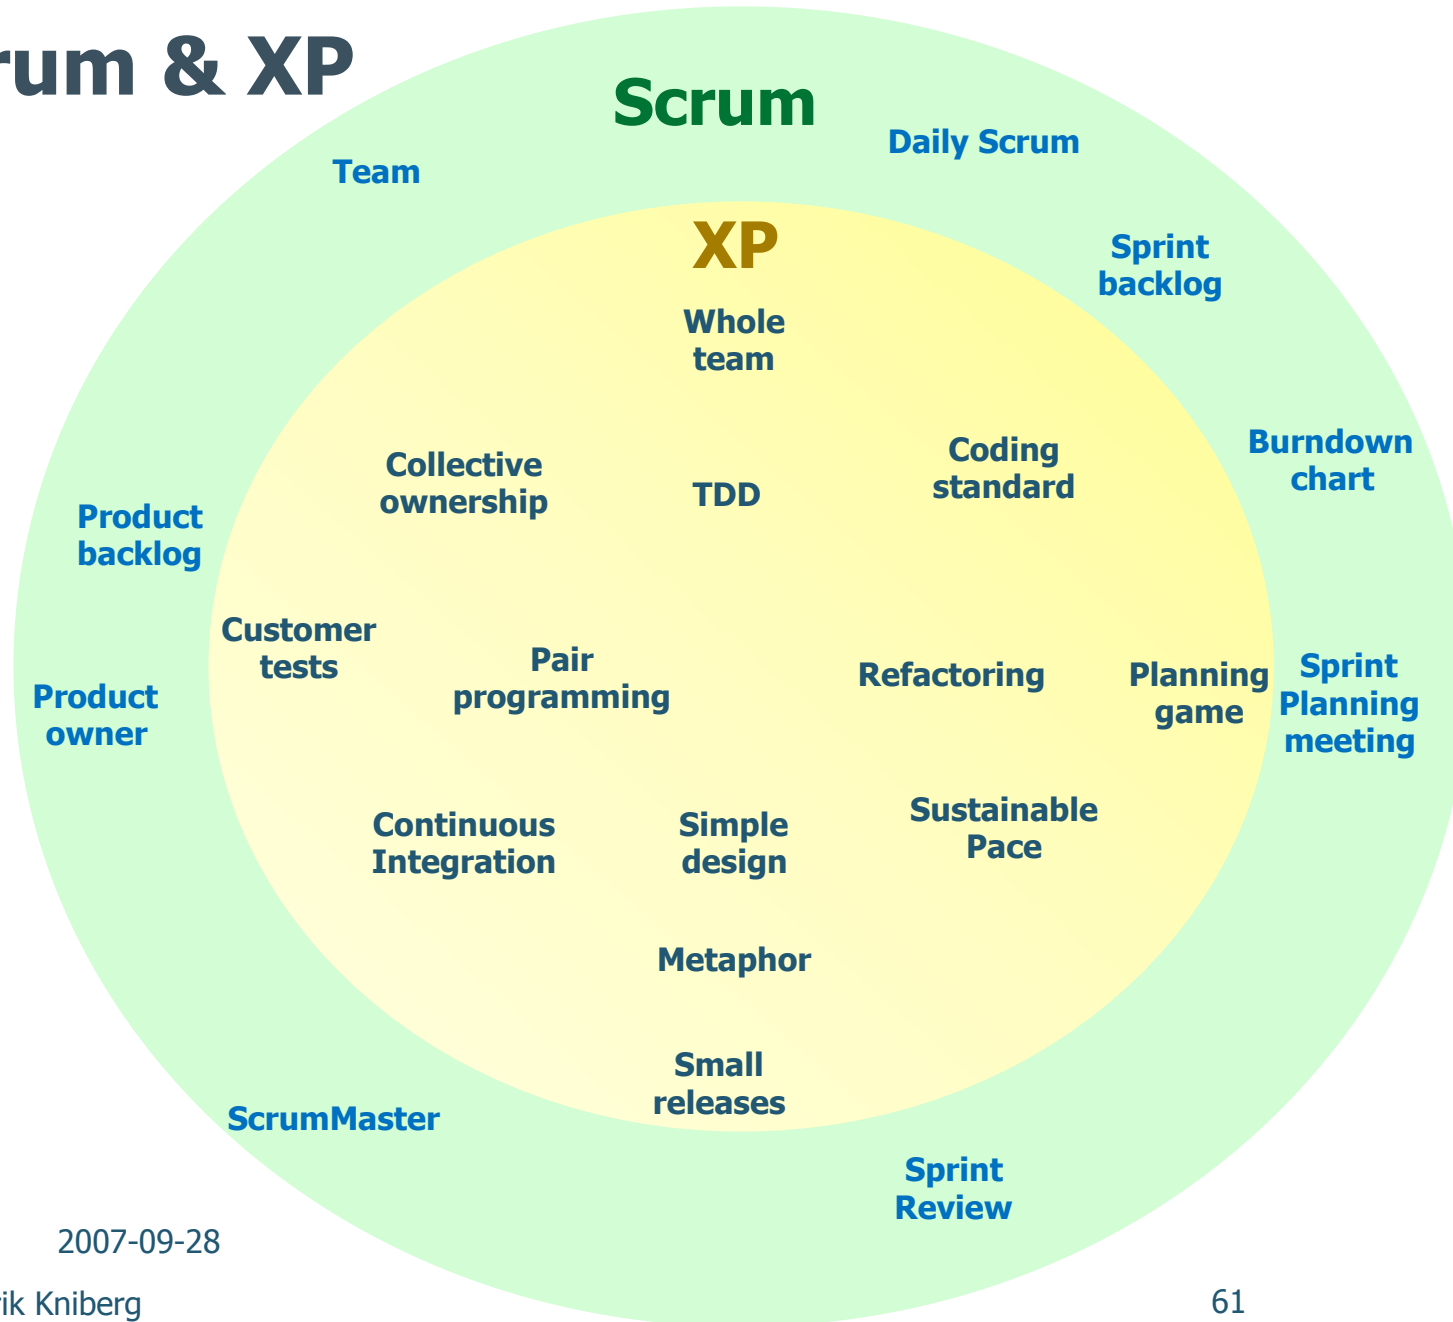 rum & XP
Scrum
Daily Scrum
Team
XP
Sprint
backlog
Whole
team
Burndown
chart
Coding
standard
Collective
ownership
TDD
Product
backlog
Customer
tests
Pair
programming
Refactoring
Planning
game
Sprint
Planning
meeting
Product
owner
Continuous
Integration
Simple
design
Sustainable
Pace
Metaphor
Small
releases
ScrumMaster
Sprint
Review
2007-09-28
rik Kniberg
61